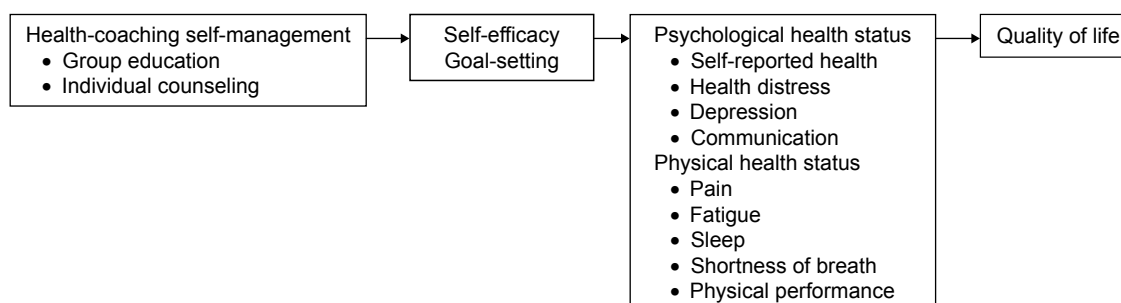 Health-coaching self-management
• Group education
• Individual counseling
Self-efficacy
Goal-setting
Psychological health status
• Self-reported health
• Health distress
• Depression
• Communication
Physical health status
• Pain
• Fatigue
• Sleep
• Shortness of breath
• Physical performance
Quality of life